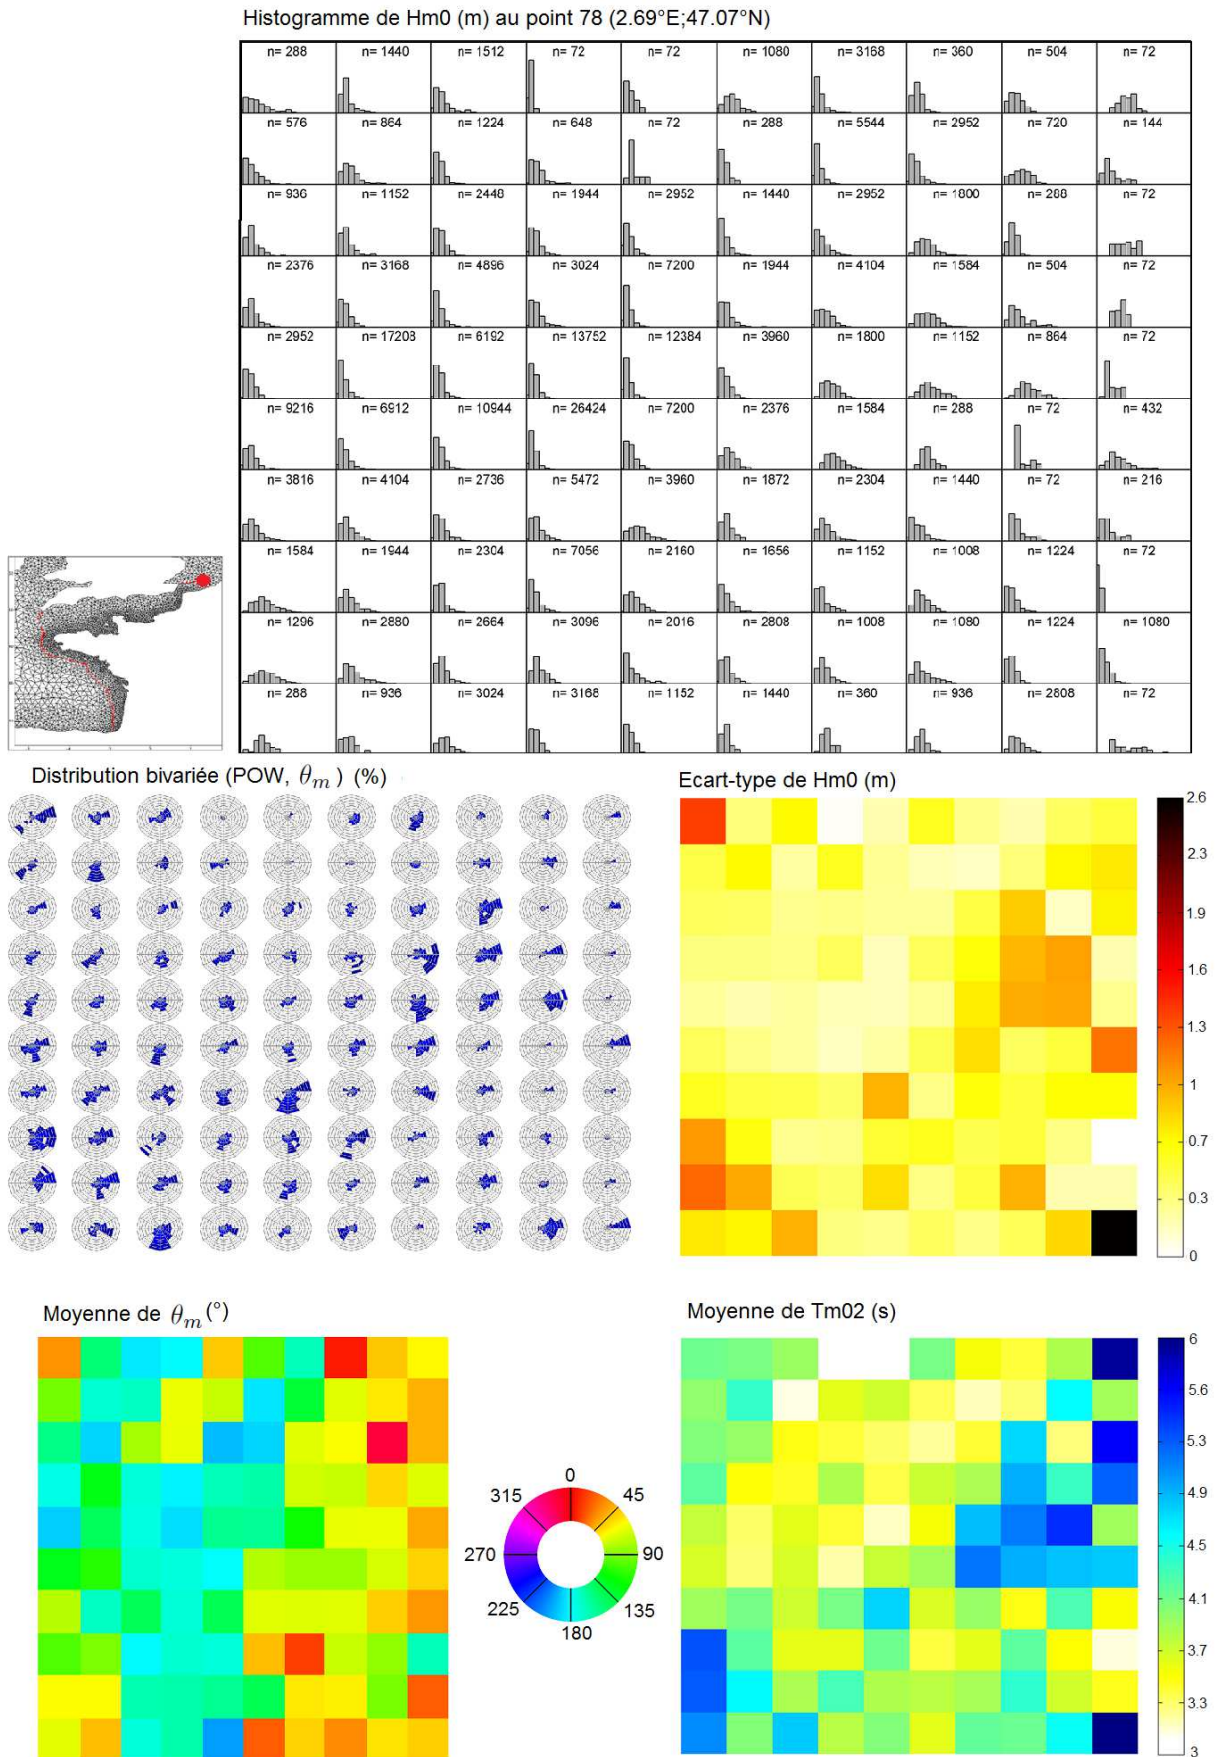 Histogramme de Hm0 (m) au point 78 (2.69°E;47.07°N)
n= 288 n= 1440 n= 1512 n= 72 n= 72 n= 1080 n= 3168 n= 360 n= 504 n= 72
n= 576 n= 864 n= 1224 n= 648 n= 72 n= 288 n= 5544 n= 2952 n= 720 n= 144
n= 936 n= 1152 n= 2448 n= 1944 n= 2952 n= 1440 n= 2952 n= 1800 n= 288 n= 72
n= 2376 n= 3168 n= 4896 n= 3024 n= 7200 n= 1944 n= 4104 n= 1584 n= 504 n= 72
n= 2952 n= 17208 n= 6192 n= 13752 n= 12384 n= 3960 n= 1800 n= 1152 n= 864 n= 72
n= 9216 n= 6912 n= 10944 n= 26424 n= 7200 n= 2376 n= 1584 n= 288 n= 72 n= 432
n= 3816 n= 4104 n= 2736 n= 5472 n= 3960 n= 1872 n= 2304 n= 1440 n= 72 n= 216
n= 1584 n= 1944 n= 2304 n= 7056 n= 2160 n= 1656 n= 1152 n= 1008 n= 1224 n= 72
n= 1296 n= 2880 n= 2664 n= 3096 n= 2016 n= 2808 n= 1008 n= 1080 n= 1224 n= 1080
n= 288 n= 936 n= 3024 n= 3168 n= 1152 n= 1440 n= 360 n= 936 n= 2808 n= 72
Distribution bivariée (POW, θm) (%)
Ecart-type de Hm0 (m)
2.6
2.3
1.9
1.6
1.3
1
0.7
0.3
0
Moyenne de θm(°)
0
45
90
135
180
225
270
315
Moyenne de Tm02 (s)
6
5.6
5.3
4.9
4.5
4.1
3.7
3.3
3